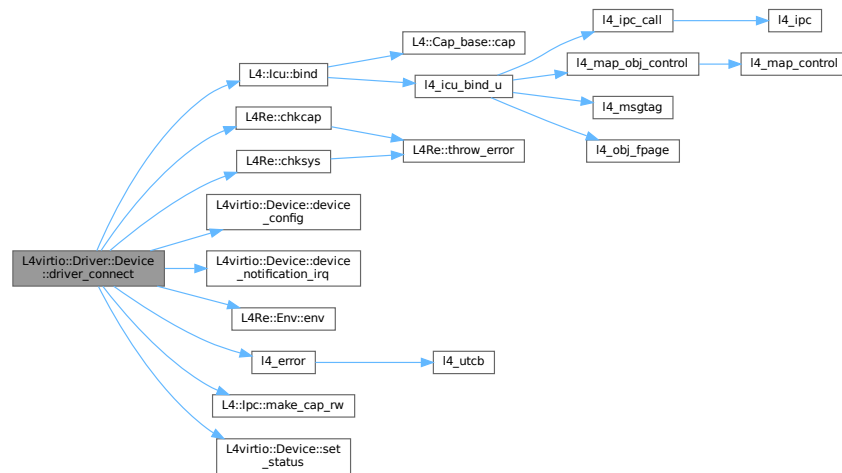 L4virtio::Driver::Device
::driver_connect
L4::Icu::bind
L4Re::chkcap
L4Re::chksys
L4virtio::Device::device
_config
L4virtio::Device::device
_notification_irq
L4Re::Env::env
l4_error
L4::Ipc::make_cap_rw
L4virtio::Device::set
_status
L4::Cap_base::cap
l4_icu_bind_u
L4Re::throw_error
l4_utcb
l4_ipc_call
l4_map_obj_control
l4_msgtag
l4_obj_fpage
l4_ipc
l4_map_control